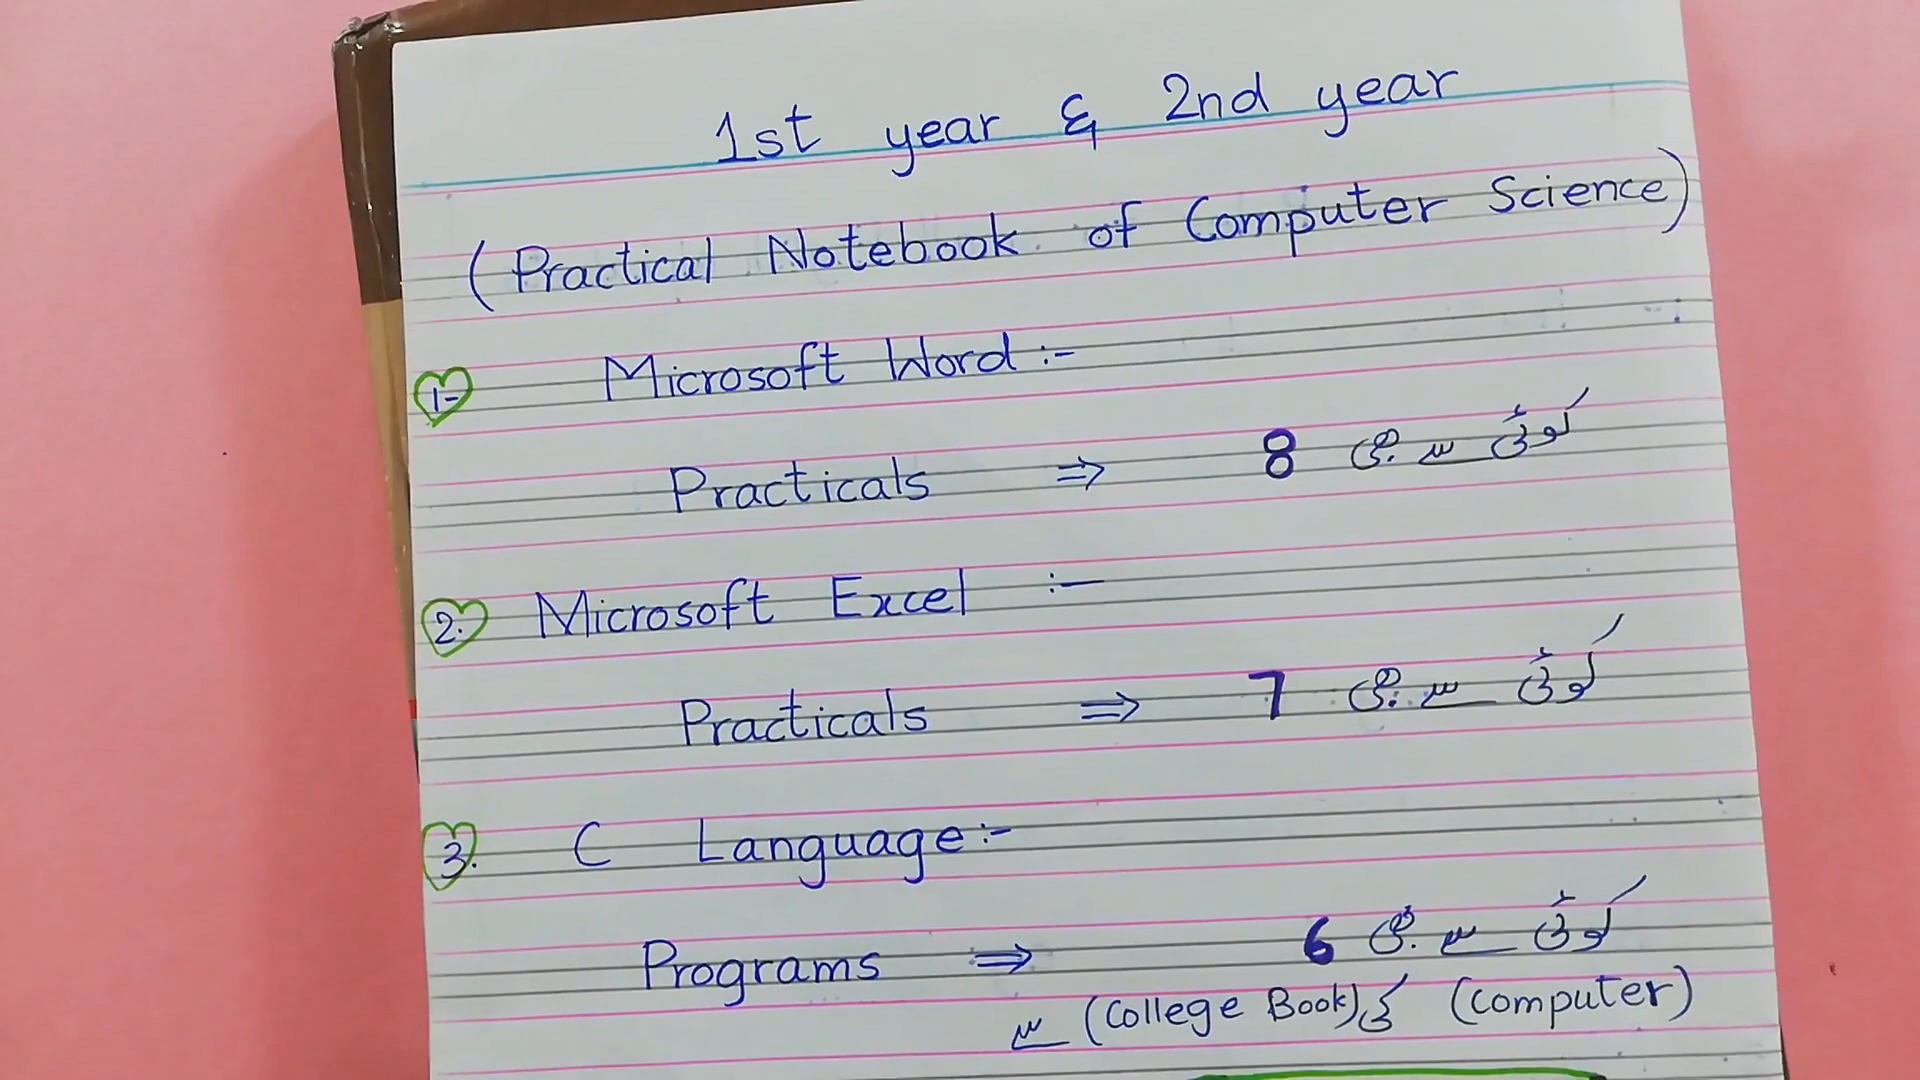 1st year & 2nd year
(Practical Notebook of Computer Science)
1- Microsoft Word :-
Practicals ⇒ 8 کوئی سے بھی
2. Microsoft Excel :-
Practicals ⇒ 7 کوئی سے بھی
3. C Language :-
Programs ⇒ 6 کوئی سے بھی
(Computer) کی (College Book) سے